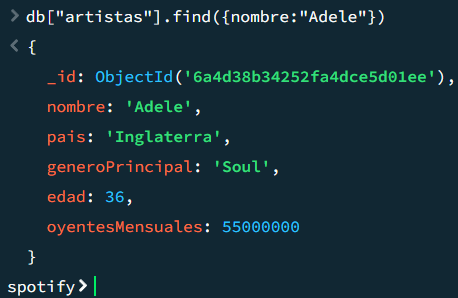 > db["artistas"].find({nombre:"Adele"})
< {
_id: ObjectId('6a4d38b34252fa4dce5d01ee'),
nombre: 'Adele',
pais: 'Inglaterra',
generoPrincipal: 'Soul',
edad: 36,
oyentesMensuales: 55000000
}
spotify>